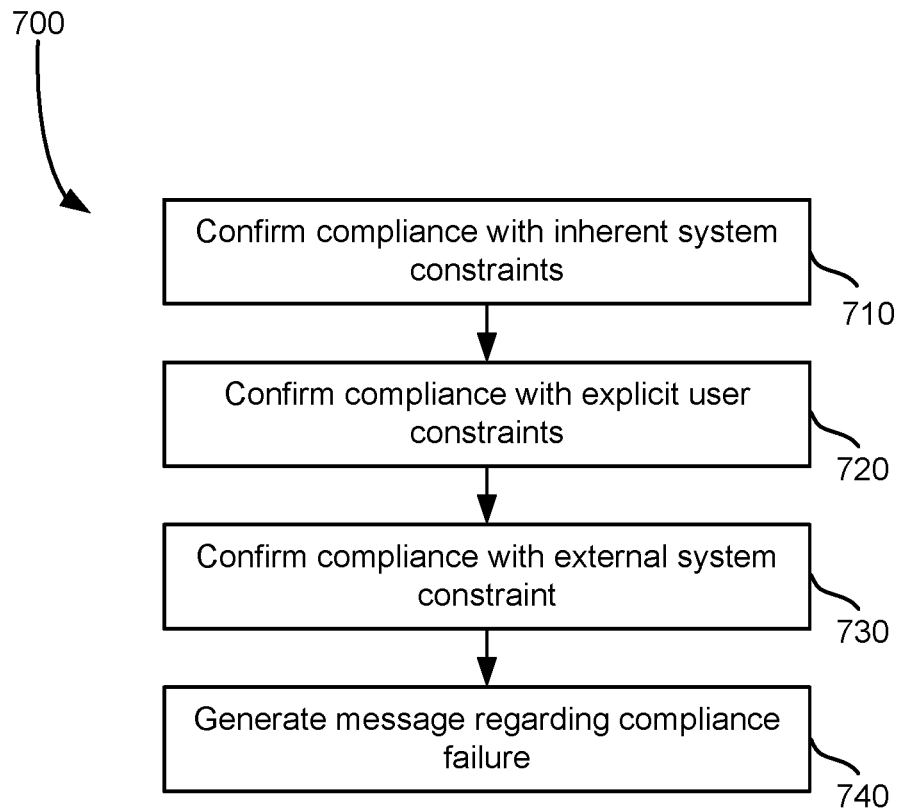 700
Confirm compliance with inherent system
constraints
710
Confirm compliance with explicit user
constraints
720
Confirm compliance with external system
constraint
730
Generate message regarding compliance
failure
740